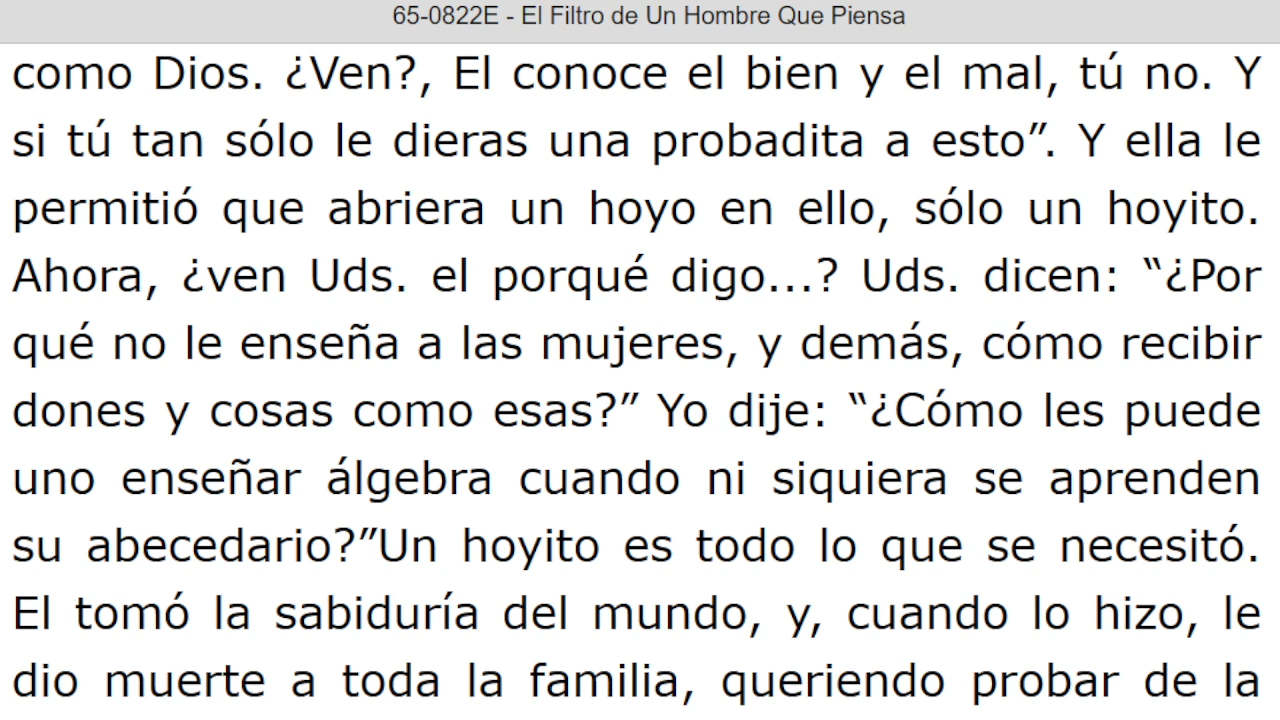 65-0822E - El Filtro de Un Hombre Que Piensa
como Dios. ¿Ven?, El conoce el bien y el mal, tú no. Y
si tú tan sólo le dieras una probadita a esto”. Y ella le
permitió que abriera un hoyo en ello, sólo un hoyito.
Ahora, ¿ven Uds. el porqué digo...? Uds. dicen: “¿Por
qué no le enseña a las mujeres, y demás, cómo recibir
dones y cosas como esas?” Yo dije: “¿Cómo les puede
uno enseñar álgebra cuando ni siquiera se aprenden
su abecedario?”Un hoyito es todo lo que se necesitó.
El tomó la sabiduría del mundo, y, cuando lo hizo, le
dio muerte a toda la familia, queriendo probar de la